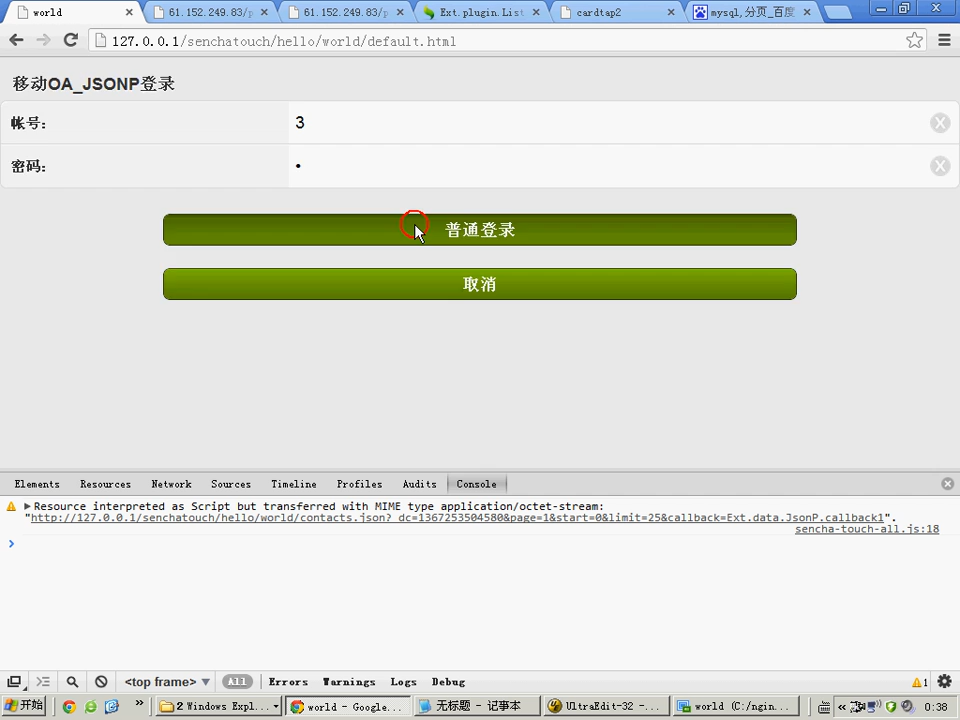 world
61.152.249.83/p
61.152.249.83/p
Ext.plugin.List
cardtap2
mysql,分页_百度
127.0.0.1/senchatouch/hello/world/default.html
移动OA_JSONP登录
帐号：
3
密码：
普通登录
取消
Elements Resources Network Sources Timeline Profiles Audits Console
Resource interpreted as Script but transferred with MIME type application/octet-stream:
"http://127.0.0.1/senchatouch/hello/world/contacts.json?_dc=1367253504580&page=1&start=0&limit=25&callback=Ext.data.JsonP.callback1".
sencha-touch-all.js:18
<top frame> All Errors Warnings Logs Debug 1
开始 2 Windows Expl... world - Google... 无标题 - 记事本 UltraEdit-32 -... world (C:/ngin... 0:38